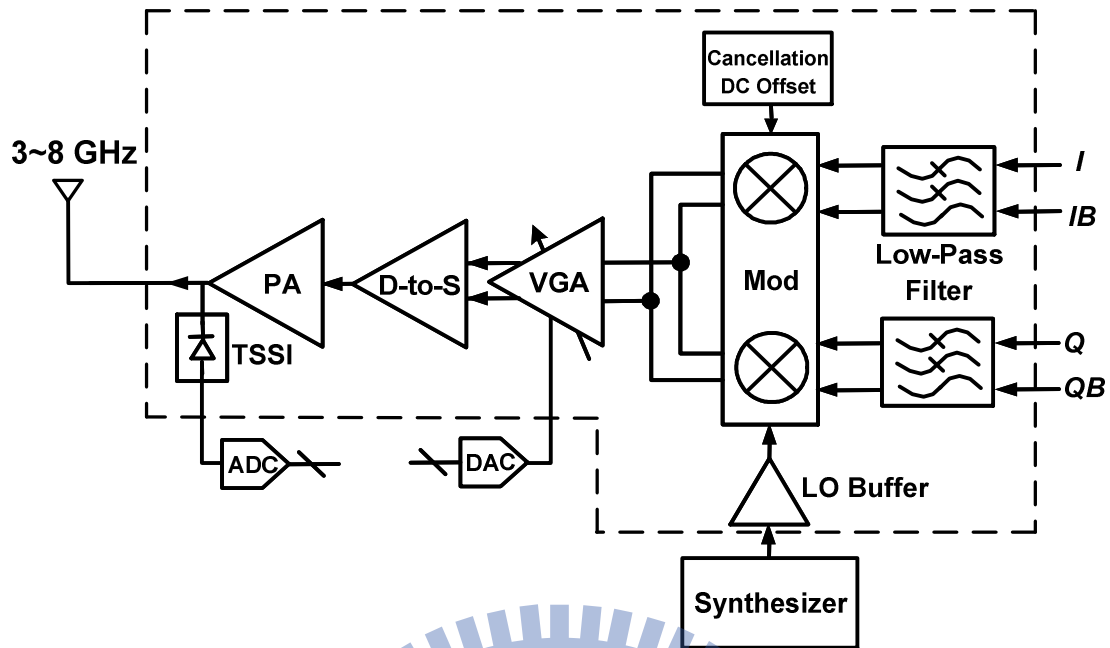 Cancellation
DC Offset
3~8 GHz
I
IB
Low-Pass
Filter
PA
D-to-S
VGA
Mod
TSSI
Q
QB
ADC
DAC
LO Buffer
Synthesizer